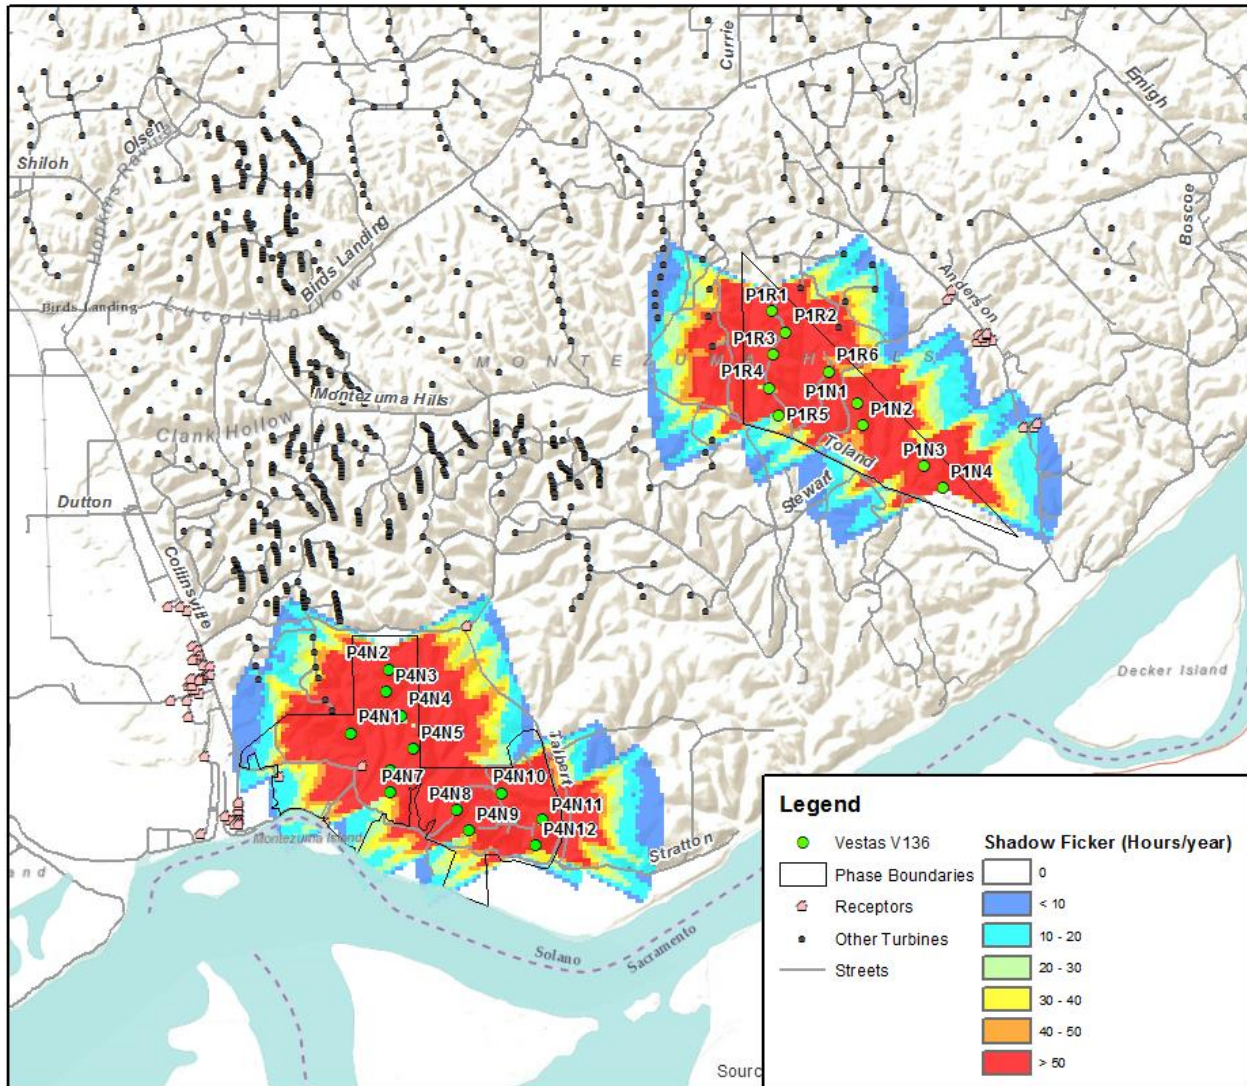 Currie
Emigh
Olsen
Shiloh
Hopkins Ravine
Boscoe
Birds Landing
Birds Landing
Lucol Hollow
Anderson
P1R1
P1R2
P1R3
MONTEZUMA HILLS
P1R6
P1R4
P1N1
Montezuma Hills
P1N2
P1R5
Clank Hollow
Toland
P1N3
P1N4
Stewart
Dutton
Collinsville
P4N2
P4N3
Decker Island
P4N4
P4N1
P4N5
Talbert
P4N7
P4N10
P4N8
P4N11
P4N9
P4N12
Montezuma Island
Stratton
Solano
Sacramento
Legend
Vestas V136
Phase Boundaries
Receptors
Other Turbines
Streets
Shadow Ficker (Hours/year)
0
< 10
10 - 20
20 - 30
30 - 40
40 - 50
> 50
Sourc